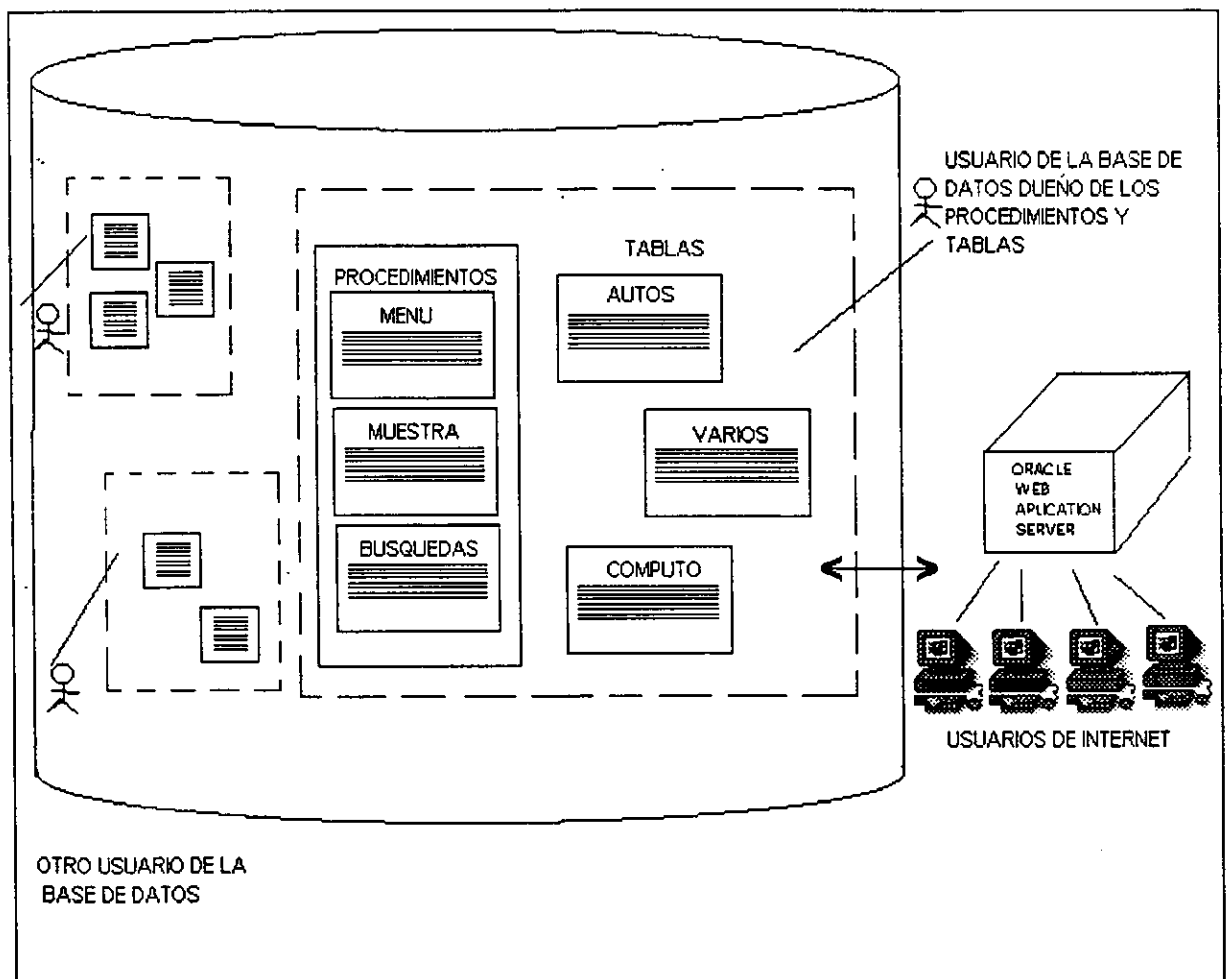 USUARIO DE LA BASE DE
DATOS DUEÑO DE LOS
PROCEDIMIENTOS Y
TABLAS
PROCEDIMIENTOS
MENU
MUESTRA
BUSQUEDAS
TABLAS
AUTOS
VARIOS
COMPUTO
ORACLE
WEB
APLICATION
SERVER
USUARIOS DE INTERNET
OTRO USUARIO DE LA
BASE DE DATOS